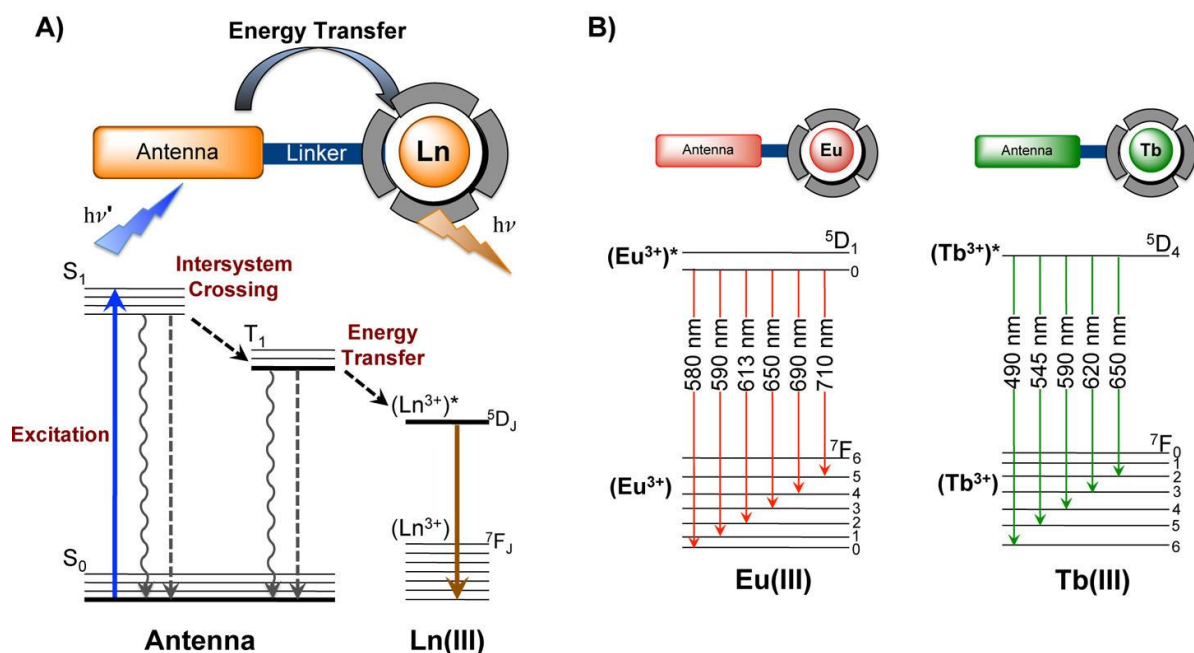 A)
Energy Transfer
Antenna
Linker
Ln
hν'
hν
S1
Intersystem
Crossing
T1
Energy
Transfer
(Ln3+)*
5DJ
Excitation
(Ln3+)
7FJ
S0
Antenna
Ln(III)
B)
Antenna
Eu
Antenna
Tb
(Eu3+)*
5D1
0
580 nm
590 nm
613 nm
650 nm
690 nm
710 nm
7F6
5
4
3
2
1
0
(Eu3+)
Eu(III)
(Tb3+)*
5D4
490 nm
545 nm
590 nm
620 nm
650 nm
7F0
1
2
3
4
5
6
(Tb3+)
Tb(III)